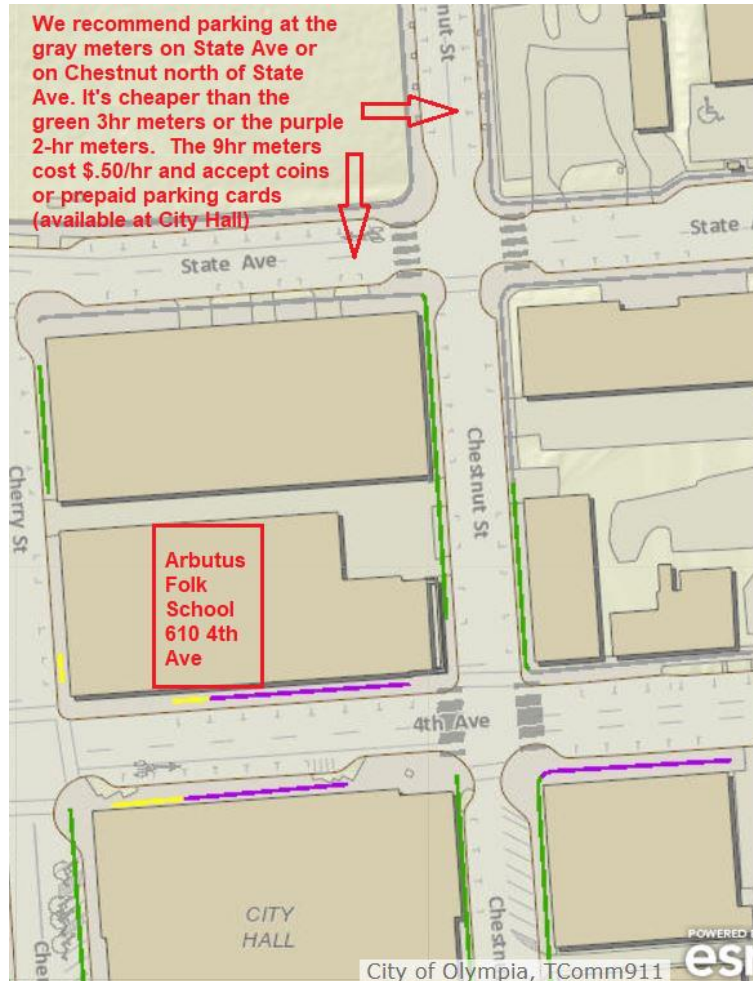 We recommend parking at the
gray meters on State Ave or
on Chestnut north of State
Ave. It's cheaper than the
green 3hr meters or the purple
2-hr meters. The 9hr meters
cost $.50/hr and accept coins
or prepaid parking cards
(available at City Hall)
nut St
State Ave
State A
Cherry St
Chestnut St
Arbutus
Folk
School
610 4th
Ave
4th Ave
CITY
HALL
Cher
Chestn
POWERED
esr
City of Olympia, TComm911